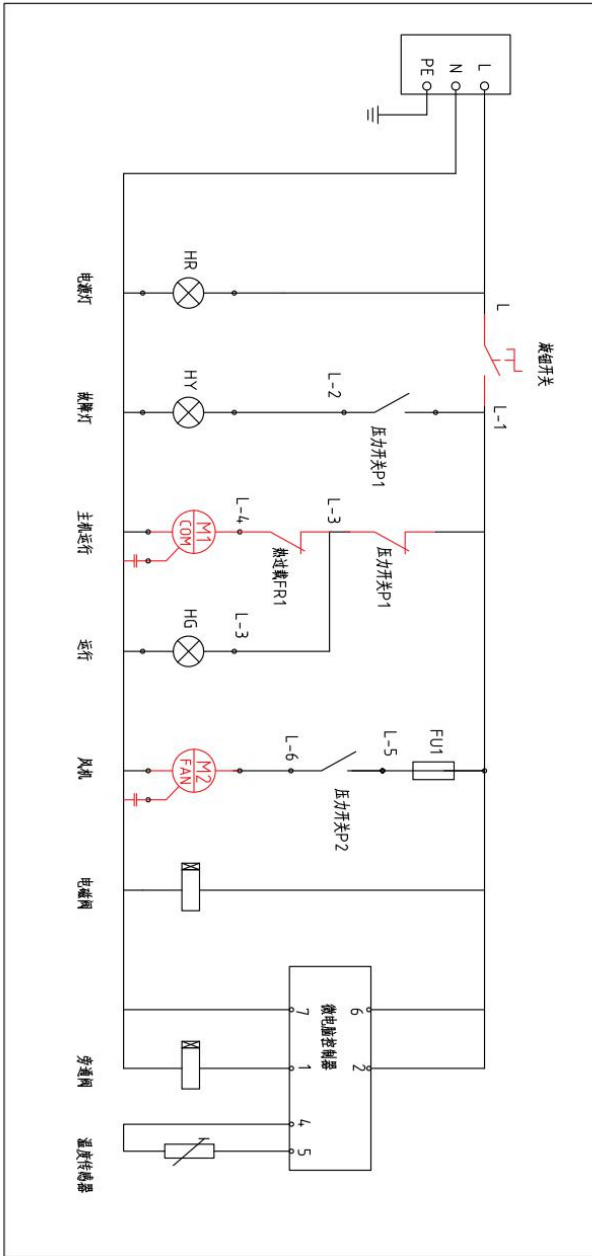 L
N
PE
HR
电源灯
L
旋钮开关
L-1
HY
L-2
压力开关P1
故障灯
M1
COM
L-4
热过载FR1
L-3
压力开关P1
主机运行
HG
L-3
运行
M2
FAN
L-6
压力开关P2
L-5
FU1
风机
电磁阀
7
微电脑控制器
6
1
2
旁通阀
4
5
温度传感器